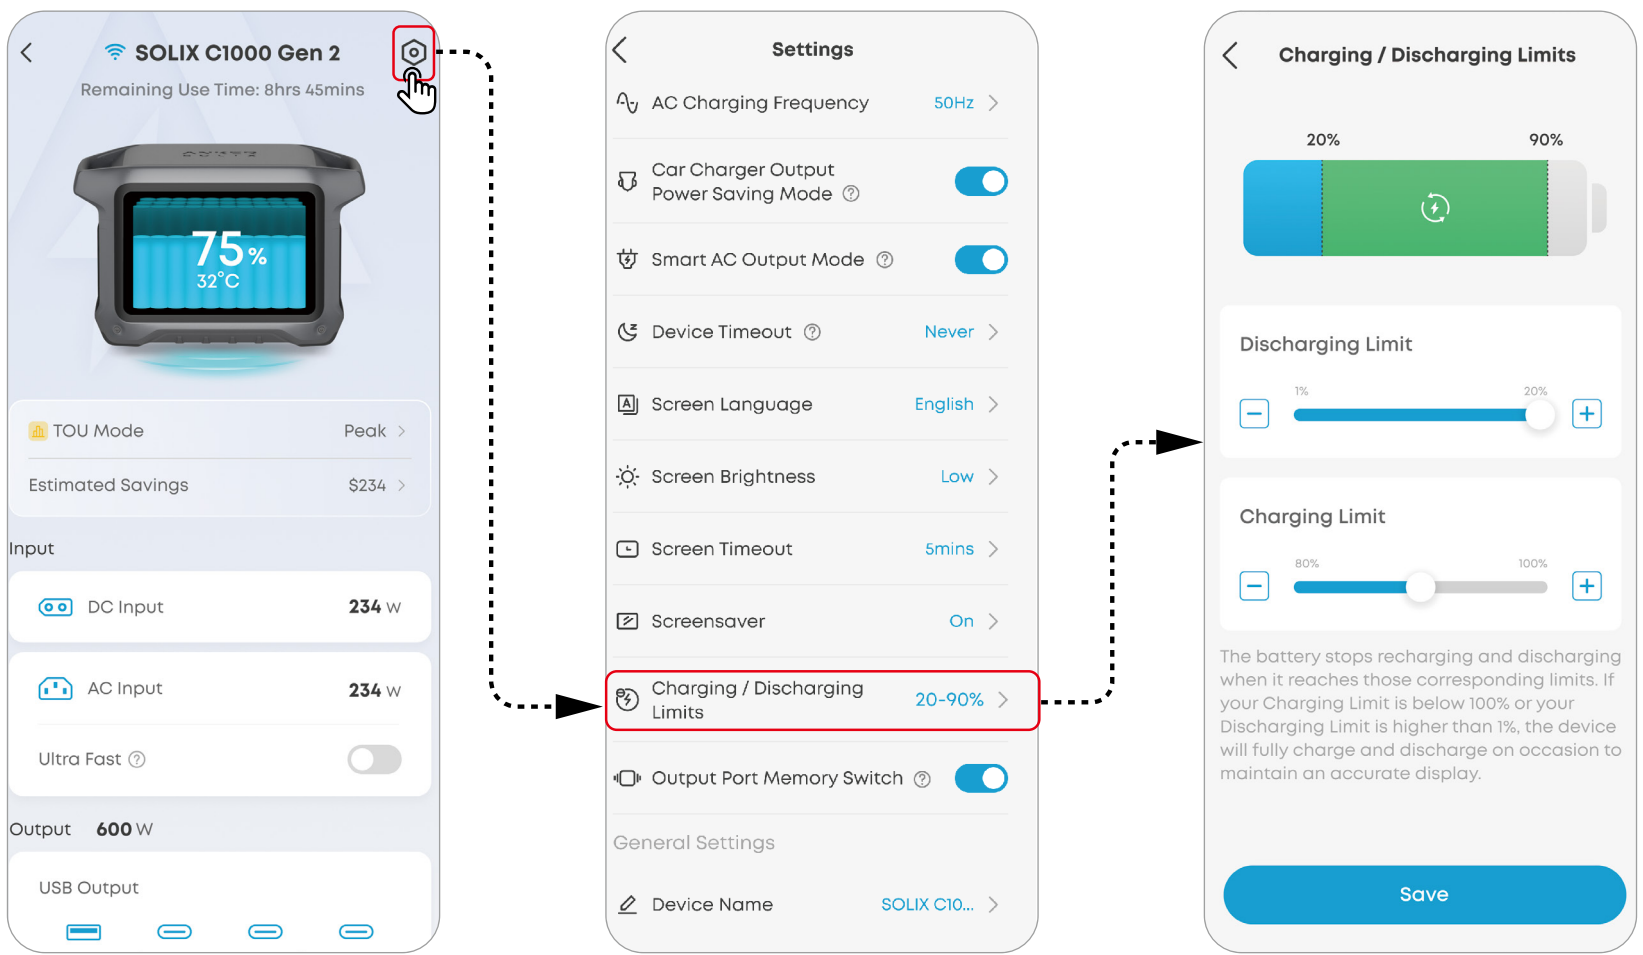 SOLIX C1000 Gen 2
Remaining Use Time: 8hrs 45mins
ANKER
SOLIX
75%
32°C
TOU Mode Peak
Estimated Savings $234
Input
DC Input 234 W
AC Input 234 W
Ultra Fast ?
Output 600 W
USB Output
Settings
AC Charging Frequency 50Hz
Car Charger Output
Power Saving Mode ?
Smart AC Output Mode ?
Device Timeout ? Never
Screen Language English
Screen Brightness Low
Screen Timeout 5mins
Screensaver On
Charging / Discharging
Limits 20-90%
Output Port Memory Switch ?
General Settings
Device Name SOLIX C10...
Charging / Discharging Limits
20% 90%
Discharging Limit
1% 20%
Charging Limit
80% 100%
The battery stops recharging and discharging
when it reaches those corresponding limits. If
your Charging Limit is below 100% or your
Discharging Limit is higher than 1%, the device
will fully charge and discharge on occasion to
maintain an accurate display.
Save